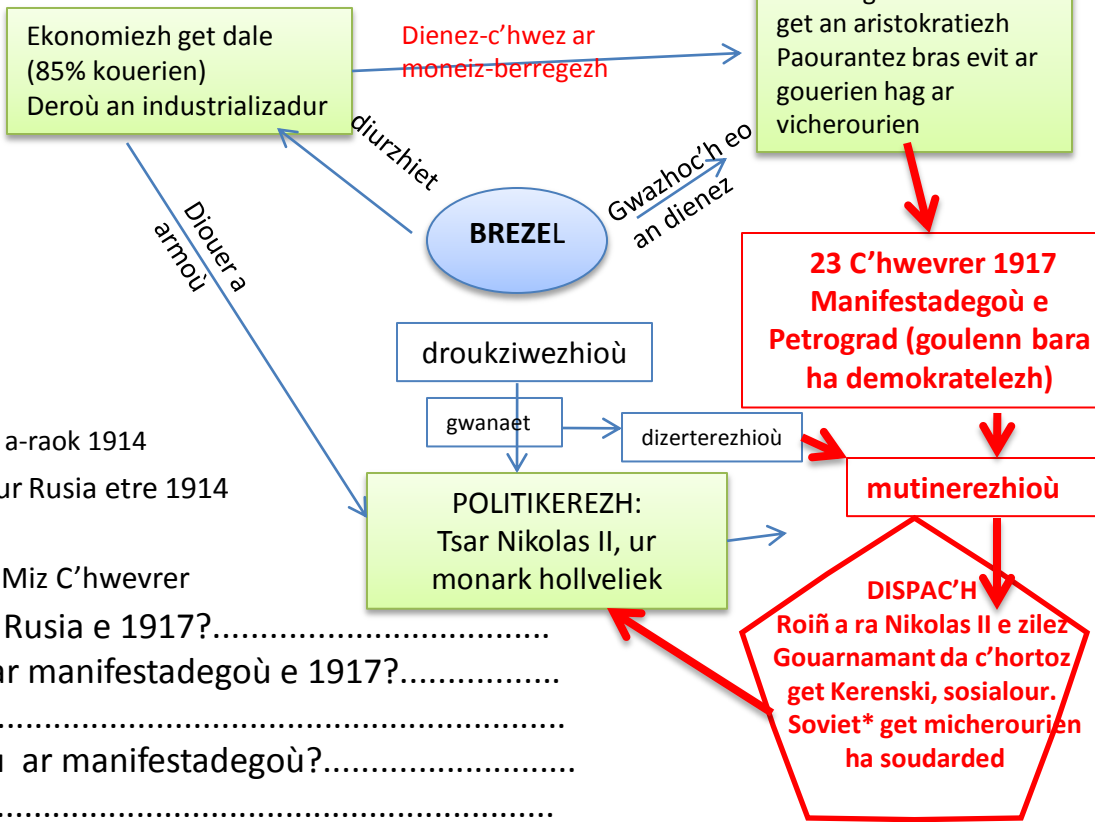 Ekonomiezh get dale
(85% kouerien)
Deroù an industrializadur
Dienez-c'hwez ar
moneiz-berregezh
get an aristokratiezh
Paourantez bras evit ar
gouerien hag ar
vicherourien
diurzhiet
Gwazhoc'h eo
an dienez
BREZEL
Diouer a
armoù
23 C'hwevrer 1917
Manifestadegoù e
Petrograd (goulenn bara
ha demokratelezh)
droukziwezhioù
gwanaet
dizerterezhioù
mutinerezhioù
POLITIKEREZH:
Tsar Nikolas II, ur
monark hollveliek
DISPAC'H
Roiñ a ra Nikolas II e zilez
Gouarnamant da c'hortoz
get Kerenski, sosialour.
Soviet* get micherourien
ha soudarded
a-raok 1914
ur Rusia etre 1914
Miz C'hwevrer
Rusia e 1917?..................................
ar manifestadegoù e 1917?................
.........................................................
ar manifestadegoù?..........................
........................................................